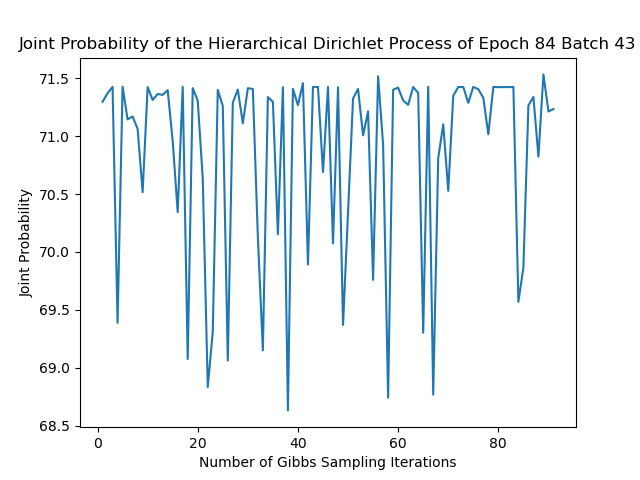 Joint Probability of the Hierarchical Dirichlet Process of Epoch 84 Batch 43
71.5
71.0
70.5
70.0
69.5
69.0
68.5
Joint Probability
0 20 40 60 80
Number of Gibbs Sampling Iterations